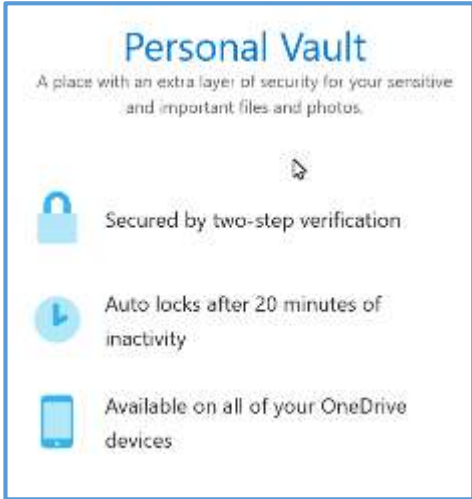 Personal Vault
A place with an extra layer of security for your sensitive
and important files and photos.
Secured by two-step verification
Auto locks after 20 minutes of
inactivity
Available on all of your OneDrive
devices